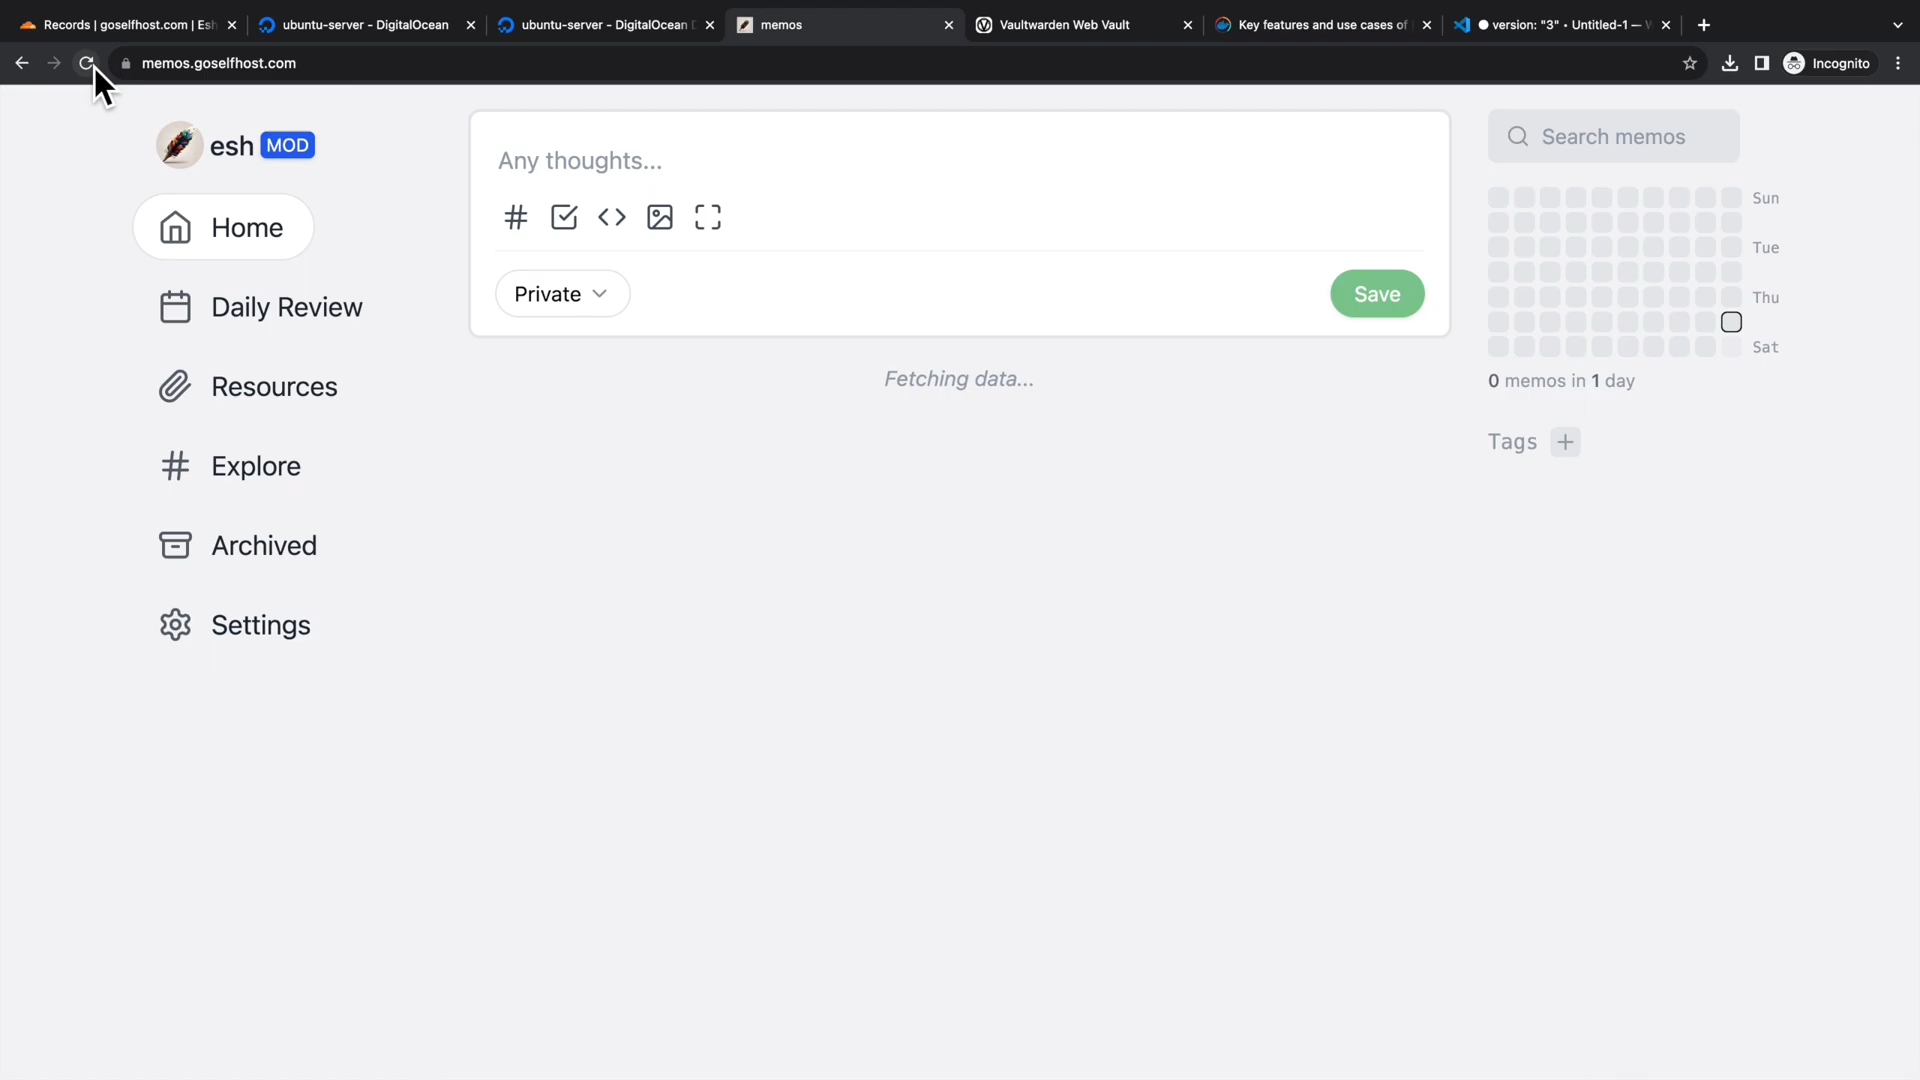 Records | goselfhost.com | Esh
ubuntu-server - DigitalOcean
ubuntu-server - DigitalOcean D
memos
Vaultwarden Web Vault
Key features and use cases of
version: "3" • Untitled-1 —
memos.goselfhost.com
Incognito
esh MOD
Home
Daily Review
Resources
Explore
Archived
Settings
Any thoughts...
Private
Save
Fetching data...
Search memos
Sun
Tue
Thu
Sat
0 memos in 1 day
Tags